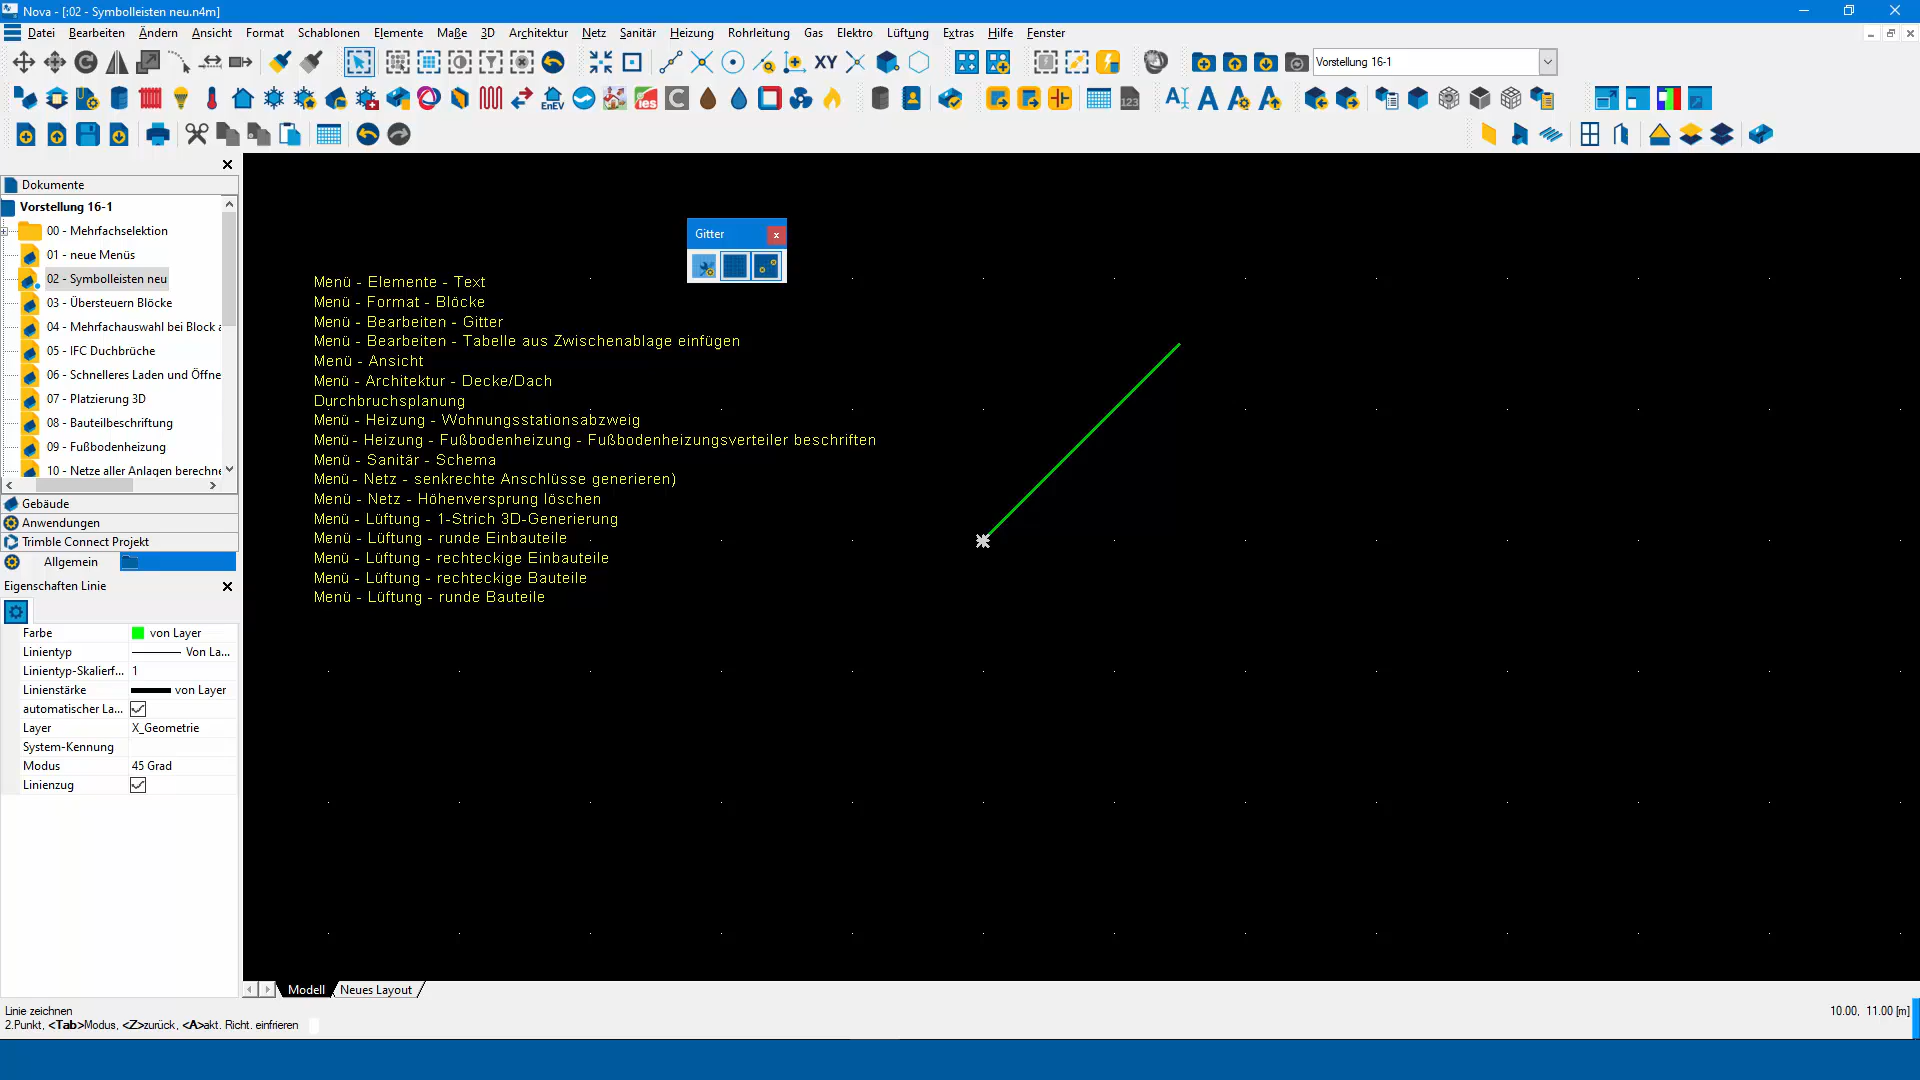 Nova - [:02 - Symbolleisten neu.n4m]
Datei Bearbeiten Ändern Ansicht Format Schablonen Elemente Maße 3D Architektur Netz Sanitär Heizung Rohrleitung Gas Elektro Lüftung Extras Hilfe Fenster
XY
Vorstellung 16-1
EnEV ies C 123 A A A A
Dokumente
Vorstellung 16-1
00 - Mehrfachselektion
01 - neue Menüs
02 - Symbolleisten neu
03 - Übersteuern Blöcke
04 - Mehrfachauswahl bei Block a
05 - IFC Duchbrüche
06 - Schnelleres Laden und Öffne
07 - Platzierung 3D
08 - Bauteilbeschriftung
09 - Fußbodenheizung
10 - Netze aller Anlagen berechne
Gebäude
Anwendungen
Trimble Connect Projekt
Allgemein
Eigenschaften Linie
Farbe von Layer
Linientyp Von La...
Linientyp-Skalierf... 1
Linienstärke von Layer
automatischer La...
Layer X_Geometrie
System-Kennung
Modus 45 Grad
Linienzug
Gitter
Menü - Elemente - Text
Menü - Format - Blöcke
Menü - Bearbeiten - Gitter
Menü - Bearbeiten - Tabelle aus Zwischenablage einfügen
Menü - Ansicht
Menü - Architektur - Decke/Dach
Durchbruchsplanung
Menü - Heizung - Wohnungsstationsabzweig
Menü - Heizung - Fußbodenheizung - Fußbodenheizungsverteiler beschriften
Menü - Sanitär - Schema
Menü - Netz - senkrechte Anschlüsse generieren)
Menü - Netz - Höhenversprung löschen
Menü - Lüftung - 1-Strich 3D-Generierung
Menü - Lüftung - runde Einbauteile
Menü - Lüftung - rechteckige Einbauteile
Menü - Lüftung - rechteckige Bauteile
Menü - Lüftung - runde Bauteile
Modell Neues Layout
Linie zeichnen
2.Punkt, <Tab>Modus, <Z>zurück, <A>akt. Richt. einfrieren
10.00, 11.00 [m]